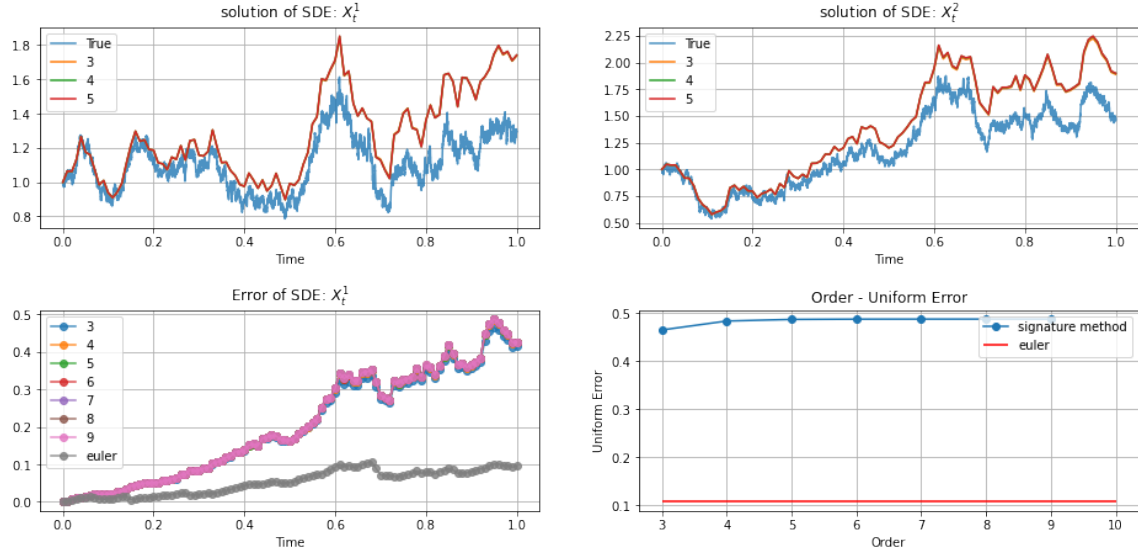 solution of SDE: X_t^1
True
3
4
5
1.8
1.6
1.4
1.2
1.0
0.8
0.0 0.2 0.4 0.6 0.8 1.0
Time
solution of SDE: X_t^2
True
3
4
5
2.25
2.00
1.75
1.50
1.25
1.00
0.75
0.50
0.0 0.2 0.4 0.6 0.8 1.0
Time
Error of SDE: X_t^1
3
4
5
6
7
8
9
euler
0.5
0.4
0.3
0.2
0.1
0.0
0.0 0.2 0.4 0.6 0.8 1.0
Time
Order - Uniform Error
signature method
euler
Uniform Error
0.5
0.4
0.3
0.2
0.1
3 4 5 6 7 8 9 10
Order